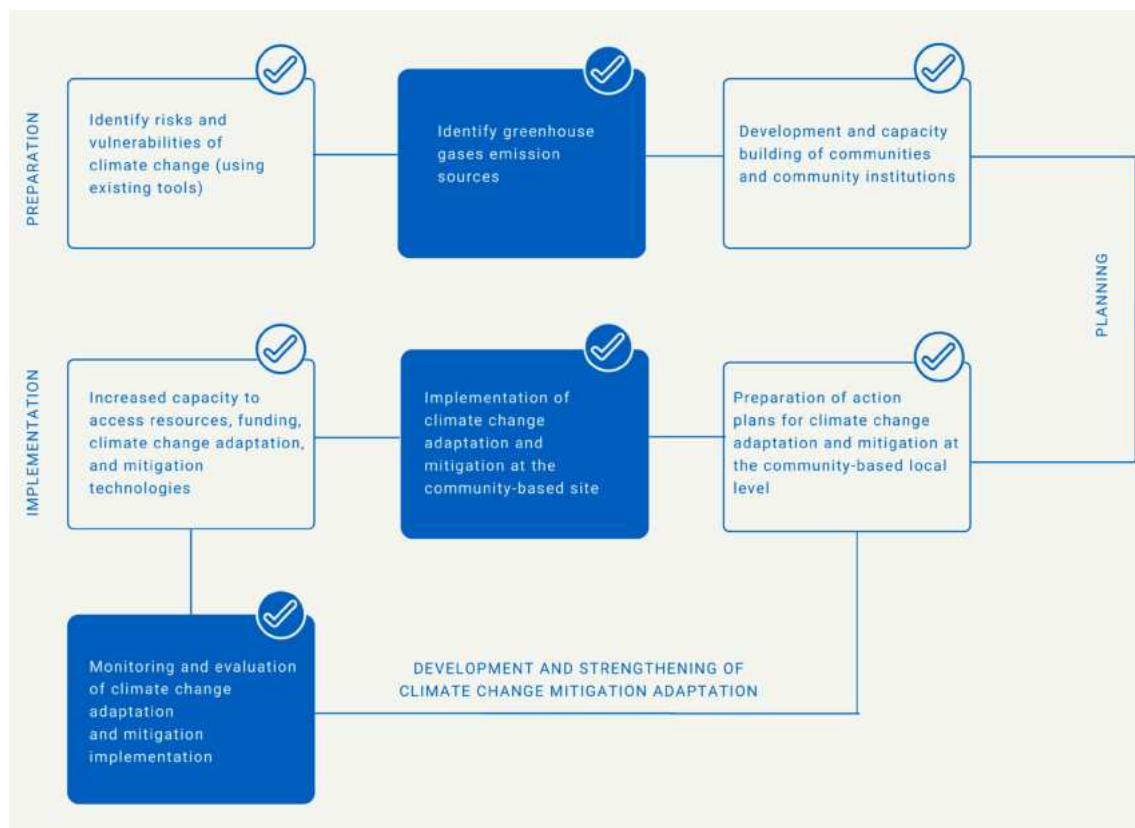 PREPARATION
Identify risks and
vulnerabilities of
climate change (using
existing tools)
Identify greenhouse
gases emission
sources
Development and capacity
building of communities
and community institutions
PLANNING
IMPLEMENTATION
Increased capacity to
access resources, funding,
climate change adaptation,
and mitigation
technologies
Implementation of
climate change
adaptation and
mitigation at the
community-based site
Preparation of action
plans for climate change
adaptation and mitigation at
the community-based local
level
Monitoring and evaluation
of climate change
adaptation
and mitigation
implementation
DEVELOPMENT AND STRENGTHENING OF
CLIMATE CHANGE MITIGATION ADAPTATION